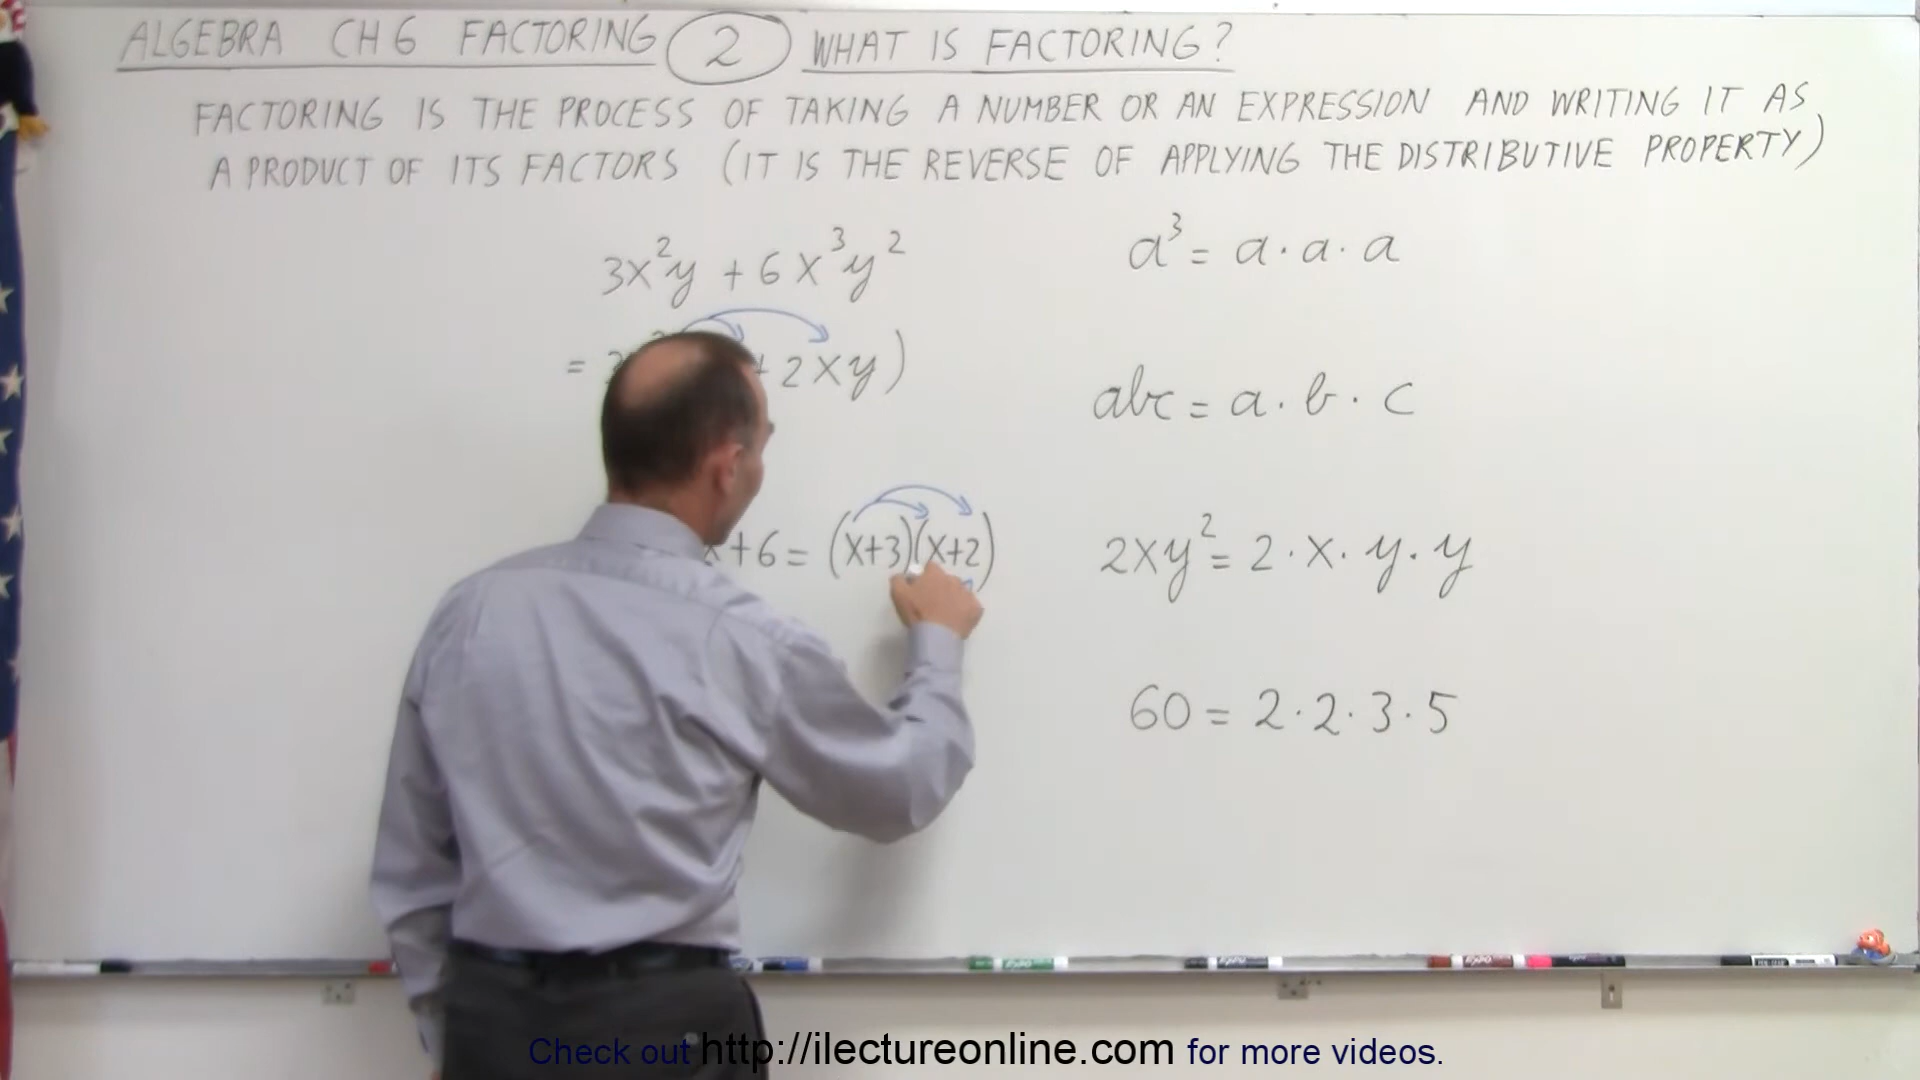 ALGEBRA CH 6 FACTORING 2 WHAT IS FACTORING?
FACTORING IS THE PROCESS OF TAKING A NUMBER OR AN EXPRESSION AND WRITING IT AS
A PRODUCT OF ITS FACTORS (IT IS THE REVERSE OF APPLYING THE DISTRIBUTIVE PROPERTY)
3x²y + 6x³y²
= + 2xy)
x+6 = (x+3)(x+2)
a³ = a · a · a
abc = a · b · c
2xy² = 2 · x · y · y
60 = 2 · 2 · 3 · 5
Check out http://ilectureonline.com for more videos.